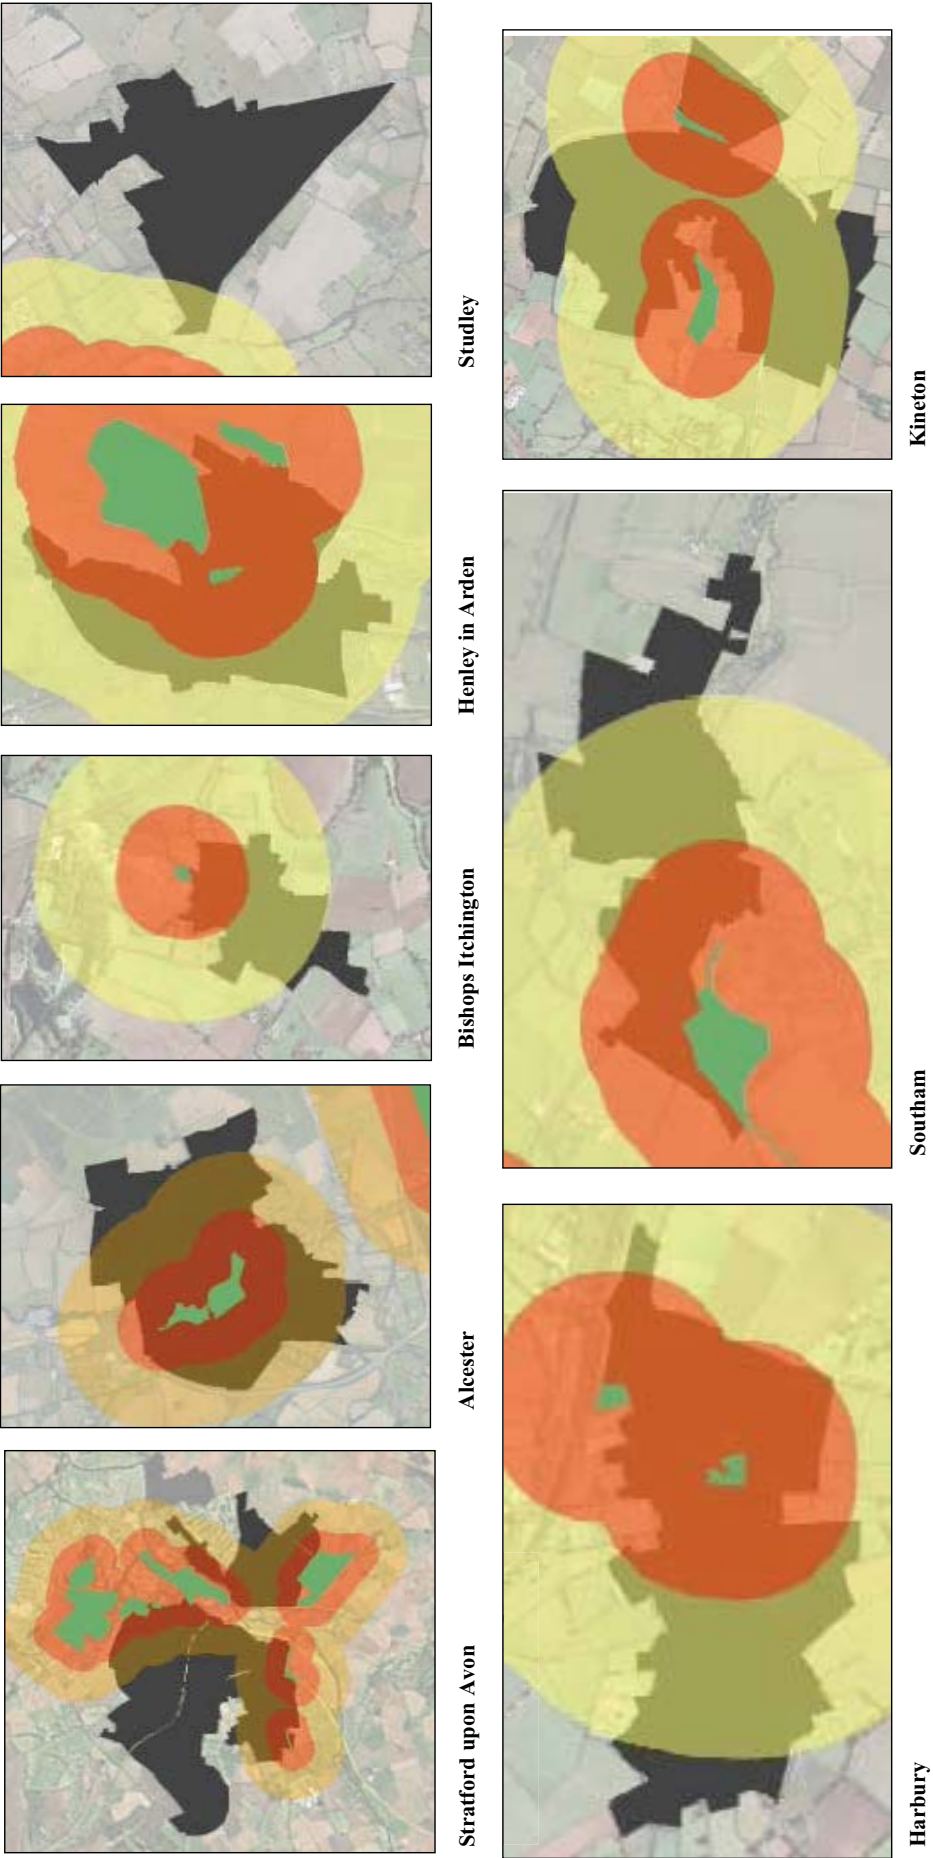 Stratford upon Avon
Alcester
Bishops Itchington
Henley in Arden
Studley
Harbury
Southam
Kineton